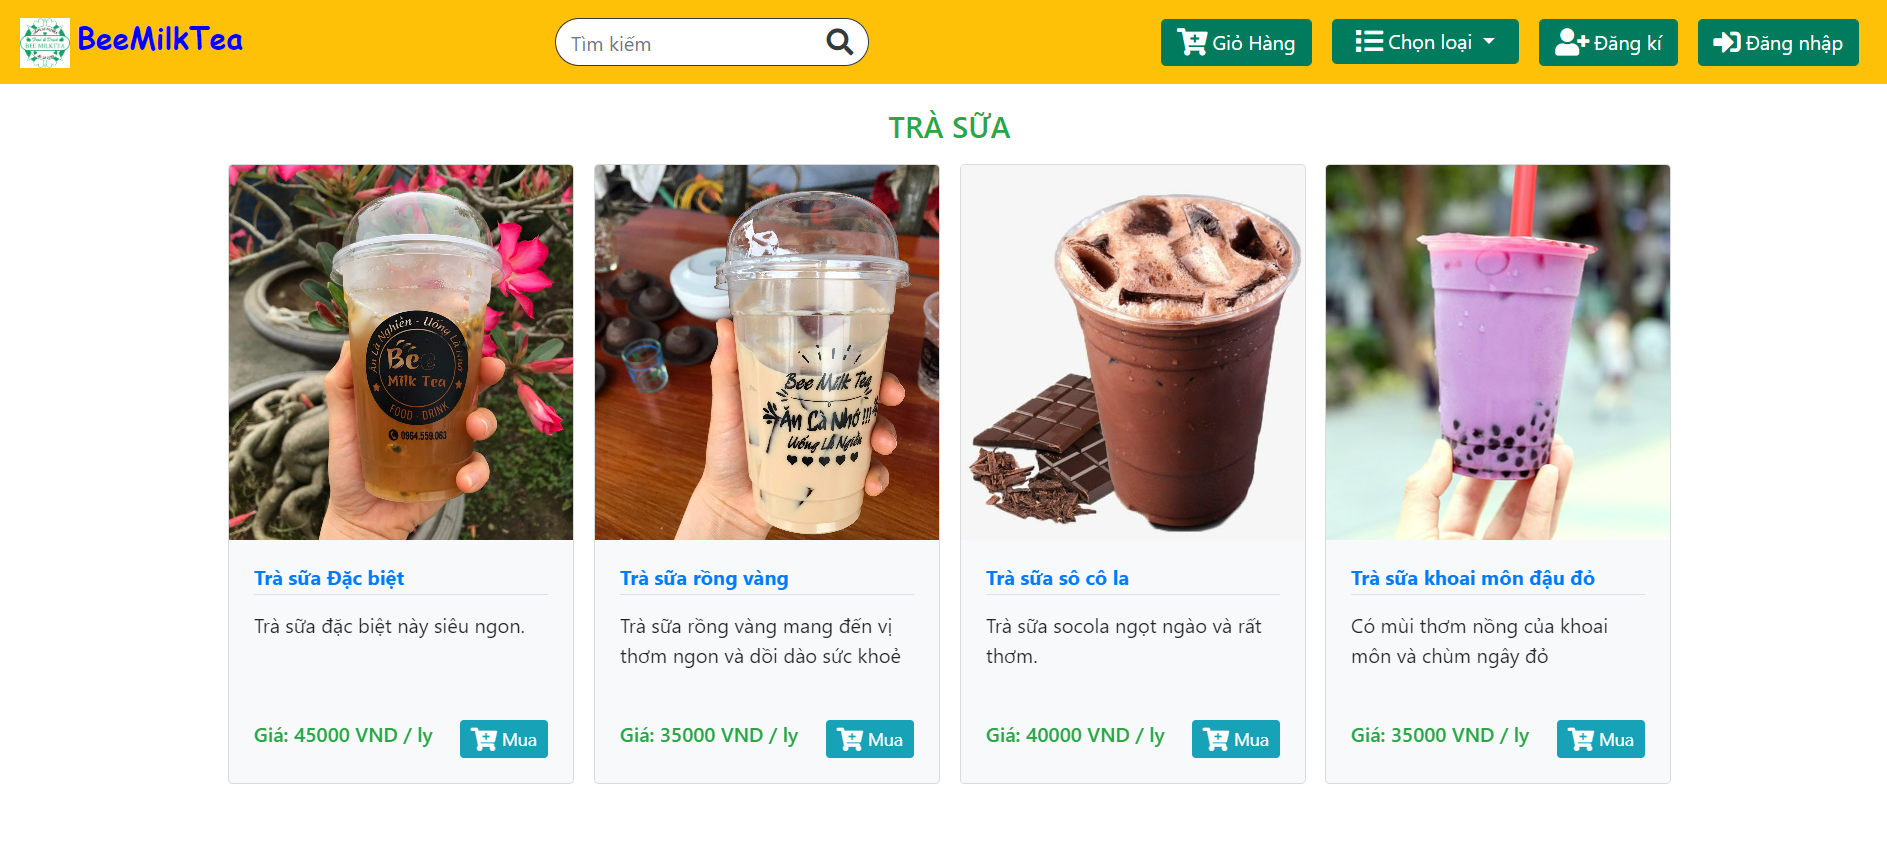 BEE MILKTEA
BeeMilkTea
Tìm kiếm
Giỏ Hàng
Chọn loại
Đăng kí
Đăng nhập
TRÀ SỮA
Ăn Là Nghiền - Uống Là Nhớ
Bee
Milk Tea
FOOD - DRINK
0964.559.063
Bee Milk Tea
Ăn Là Nhớ !!!
Uống Là Nghiền
Trà sữa Đặc biệt
Trà sữa đặc biệt này siêu ngon.
Giá: 45000 VND / ly
Mua
Trà sữa rồng vàng
Trà sữa rồng vàng mang đến vị
thơm ngon và dồi dào sức khoẻ
Giá: 35000 VND / ly
Mua
Trà sữa sô cô la
Trà sữa socola ngọt ngào và rất
thơm.
Giá: 40000 VND / ly
Mua
Trà sữa khoai môn đậu đỏ
Có mùi thơm nồng của khoai
môn và chùm ngây đỏ
Giá: 35000 VND / ly
Mua